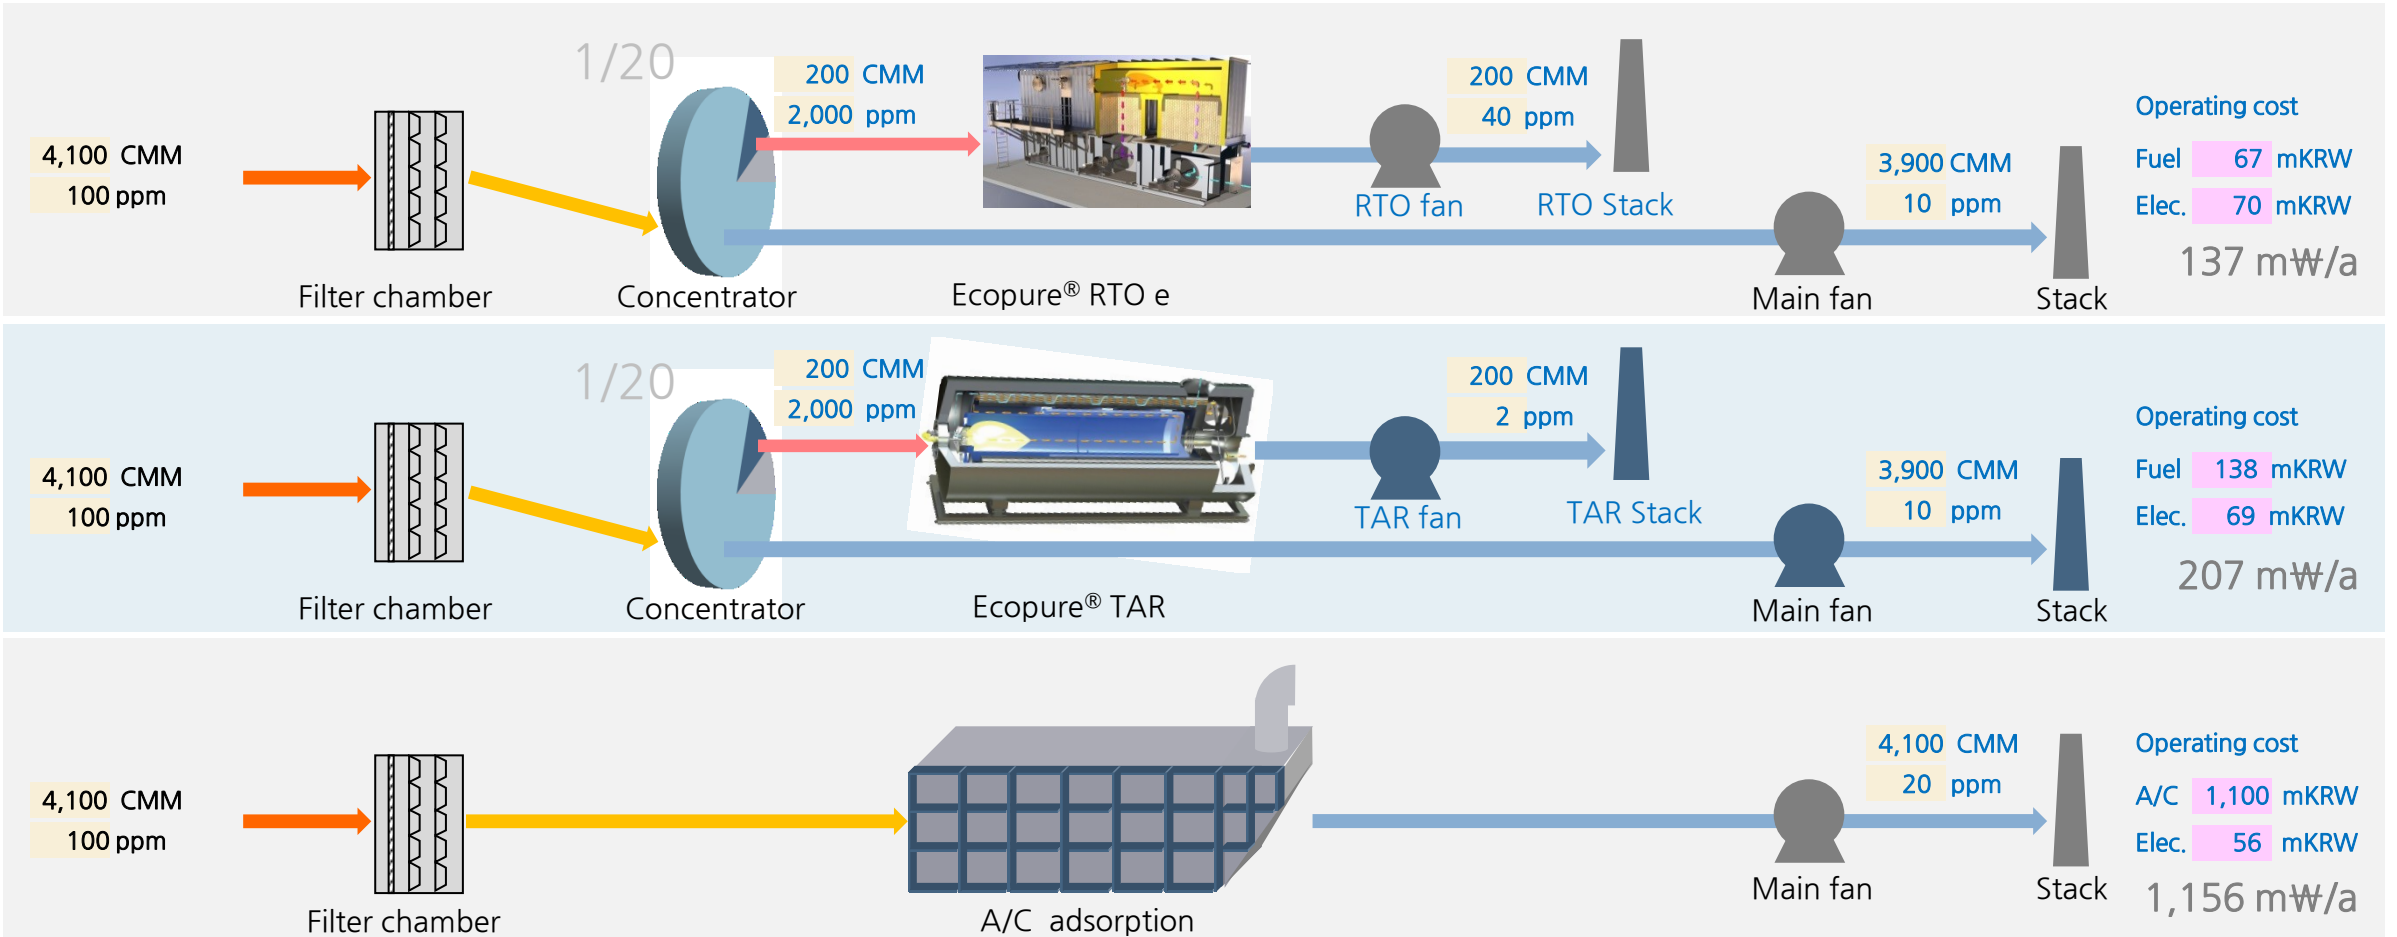 1/20
200 CMM
2,000 ppm
4,100 CMM
100 ppm
200 CMM
40 ppm
RTO fan
RTO Stack
3,900 CMM
10 ppm
Operating cost
Fuel 67 mKRW
Elec. 70 mKRW
137 m₩/a
Filter chamber
Concentrator
Ecopure® RTO e
Main fan
Stack
1/20
200 CMM
2,000 ppm
4,100 CMM
100 ppm
200 CMM
2 ppm
TAR fan
TAR Stack
3,900 CMM
10 ppm
Operating cost
Fuel 138 mKRW
Elec. 69 mKRW
207 m₩/a
Filter chamber
Concentrator
Ecopure® TAR
Main fan
Stack
4,100 CMM
100 ppm
4,100 CMM
20 ppm
Operating cost
A/C 1,100 mKRW
Elec. 56 mKRW
1,156 m₩/a
Filter chamber
A/C adsorption
Main fan
Stack